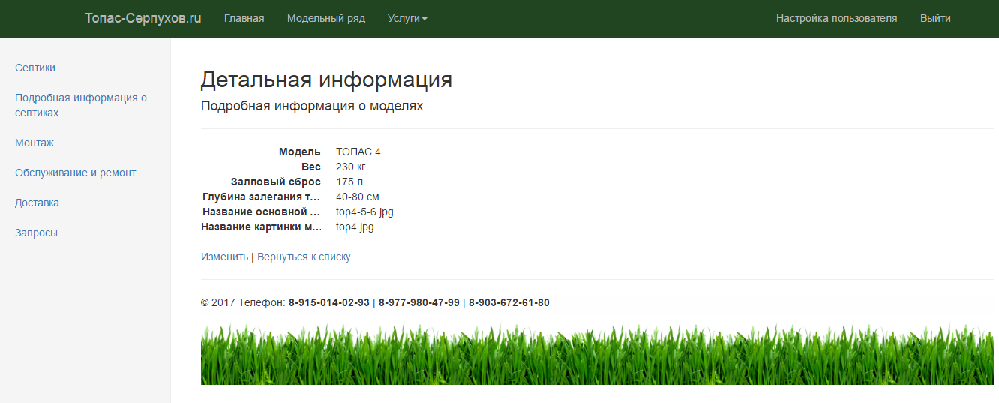 Топас-Серпухов.ru Главная Модельный ряд Услуги Настройка пользователя Выйти
Септики
Подробная информация о
септиках
Монтаж
Обслуживание и ремонт
Доставка
Запросы
Детальная информация
Подробная информация о моделях
Модель ТОПАС 4
Вес 230 кг.
Залповый сброс 175 л
Глубина залегания т... 40-80 см
Название основной ... top4-5-6.jpg
Название картинки м... top4.jpg
Изменить | Вернуться к списку
© 2017 Телефон: 8-915-014-02-93 | 8-977-980-47-99 | 8-903-672-61-80